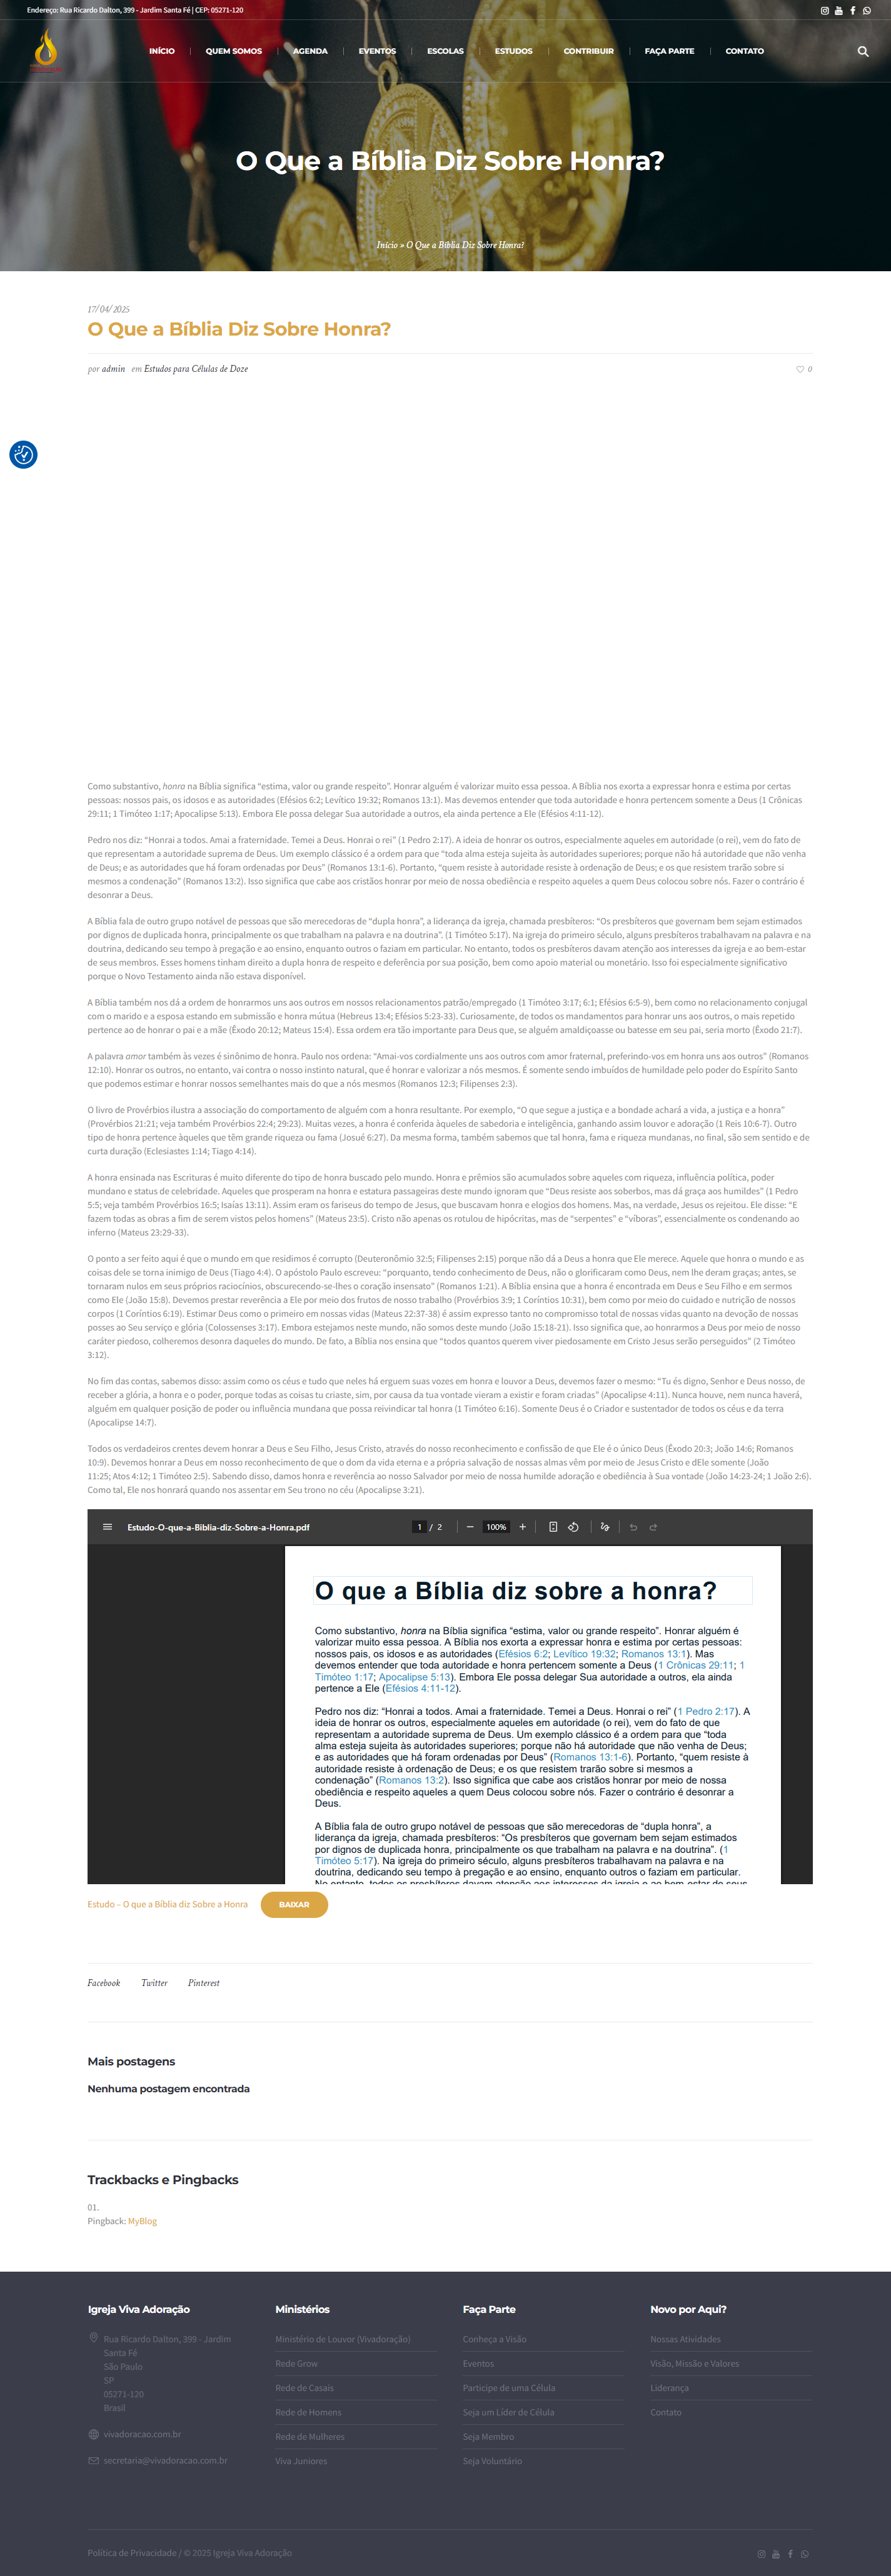 Endereço: Rua Ricardo Dalton, 399 - Jardim Santa Fé | CEP: 05271-120
INÍCIO
QUEM SOMOS
AGENDA
EVENTOS
ESCOLAS
ESTUDOS
CONTRIBUIR
FAÇA PARTE
CONTATO
O Que a Bíblia Diz Sobre Honra?
Início » O Que a Bíblia Diz Sobre Honra?
17/04/2025
O Que a Bíblia Diz Sobre Honra?
por admin em Estudos para Células de Doze
0
Como substantivo, honra na Bíblia significa “estima, valor ou grande respeito”. Honrar alguém é valorizar muito essa pessoa. A Bíblia nos exorta a expressar honra e estima por certas
pessoas: nossos pais, os idosos e as autoridades (Efésios 6:2; Levítico 19:32; Romanos 13:1). Mas devemos entender que toda autoridade e honra pertencem somente a Deus (1 Crônicas
29:11; 1 Timóteo 1:17; Apocalipse 5:13). Embora Ele possa delegar Sua autoridade a outros, ela ainda pertence a Ele (Efésios 4:11-12).
Pedro nos diz: “Honrai a todos. Amai a fraternidade. Temei a Deus. Honrai o rei” (1 Pedro 2:17). A ideia de honrar os outros, especialmente aqueles em autoridade (o rei), vem do fato de
que representam a autoridade suprema de Deus. Um exemplo clássico é a ordem para que “toda alma esteja sujeita às autoridades superiores; porque não há autoridade que não venha
de Deus; e as autoridades que há foram ordenadas por Deus” (Romanos 13:1-6). Portanto, “quem resiste à autoridade resiste à ordenação de Deus; e os que resistem trarão sobre si
mesmos a condenação” (Romanos 13:2). Isso significa que cabe aos cristãos honrar por meio de nossa obediência e respeito aqueles a quem Deus colocou sobre nós. Fazer o contrário é
desonrar a Deus.
A Bíblia fala de outro grupo notável de pessoas que são merecedoras de “dupla honra”, a liderança da igreja, chamada presbíteros: “Os presbíteros que governam bem sejam estimados
por dignos de duplicada honra, principalmente os que trabalham na palavra e na doutrina”. (1 Timóteo 5:17). Na igreja do primeiro século, alguns presbíteros trabalhavam na palavra e na
doutrina, dedicando seu tempo à pregação e ao ensino, enquanto outros o faziam em particular. No entanto, todos os presbíteros davam atenção aos interesses da igreja e ao bem-estar
de seus membros. Esses homens tinham direito a dupla honra de respeito e deferência por sua posição, bem como apoio material ou monetário. Isso foi especialmente significativo
porque o Novo Testamento ainda não estava disponível.
A Bíblia também nos dá a ordem de honrarmos uns aos outros em nossos relacionamentos patrão/empregado (1 Timóteo 3:17; 6:1; Efésios 6:5-9), bem como no relacionamento conjugal
com o marido e a esposa estando em submissão e honra mútua (Hebreus 13:4; Efésios 5:23-33). Curiosamente, de todos os mandamentos para honrar uns aos outros, o mais repetido
pertence ao de honrar o pai e a mãe (Êxodo 20:12; Mateus 15:4). Essa ordem era tão importante para Deus que, se alguém amaldiçoasse ou batesse em seu pai, seria morto (Êxodo 21:7).
A palavra amor também às vezes é sinônimo de honra. Paulo nos ordena: “Amai-vos cordialmente uns aos outros com amor fraternal, preferindo-vos em honra uns aos outros” (Romanos
12:10). Honrar os outros, no entanto, vai contra o nosso instinto natural, que é honrar e valorizar a nós mesmos. É somente sendo imbuídos de humildade pelo poder do Espírito Santo
que podemos estimar e honrar nossos semelhantes mais do que a nós mesmos (Romanos 12:3; Filipenses 2:3).
O livro de Provérbios ilustra a associação do comportamento de alguém com a honra resultante. Por exemplo, “O que segue a justiça e a bondade achará a vida, a justiça e a honra”
(Provérbios 21:21; veja também Provérbios 22:4; 29:23). Muitas vezes, a honra é conferida àqueles de sabedoria e inteligência, ganhando assim louvor e adoração (1 Reis 10:6-7). Outro
tipo de honra pertence àqueles que têm grande riqueza ou fama (Josué 6:27). Da mesma forma, também sabemos que tal honra, fama e riqueza mundanas, no final, são sem sentido e de
curta duração (Eclesiastes 1:14; Tiago 4:14).
A honra ensinada nas Escrituras é muito diferente do tipo de honra buscado pelo mundo. Honra e prêmios são acumulados sobre aqueles com riqueza, influência política, poder
mundano e status de celebridade. Aqueles que prosperam na honra e estatura passageiras deste mundo ignoram que “Deus resiste aos soberbos, mas dá graça aos humildes” (1 Pedro
5:5; veja também Provérbios 16:5; Isaías 13:11). Assim eram os fariseus do tempo de Jesus, que buscavam honra e elogios dos homens. Mas, na verdade, Jesus os rejeitou. Ele disse: “E
fazem todas as obras a fim de serem vistos pelos homens” (Mateus 23:5). Cristo não apenas os rotulou de hipócritas, mas de “serpentes” e “víboras”, essencialmente os condenando ao
inferno (Mateus 23:29-33).
O ponto a ser feito aqui é que o mundo em que residimos é corrupto (Deuteronômio 32:5; Filipenses 2:15) porque não dá a Deus a honra que Ele merece. Aquele que honra o mundo e as
coisas dele se torna inimigo de Deus (Tiago 4:4). O apóstolo Paulo escreveu: “porquanto, tendo conhecimento de Deus, não o glorificaram como Deus, nem lhe deram graças; antes, se
tornaram nulos em seus próprios raciocínios, obscurecendo-se-lhes o coração insensato” (Romanos 1:21). A Bíblia ensina que a honra é encontrada em Deus e Seu Filho e em sermos
como Ele (João 15:8). Devemos prestar reverência a Ele por meio dos frutos de nosso trabalho (Provérbios 3:9; 1 Coríntios 10:31), bem como por meio do cuidado e nutrição de nossos
corpos (1 Coríntios 6:19). Estimar Deus como o primeiro em nossas vidas (Mateus 22:37-38) é assim expresso tanto no compromisso total de nossas vidas quanto na devoção de nossas
posses ao Seu serviço e glória (Colossenses 3:17). Embora estejamos neste mundo, não somos deste mundo (João 15:18-21). Isso significa que, ao honrarmos a Deus por meio de nosso
caráter piedoso, colheremos desonra daqueles do mundo. De fato, a Bíblia nos ensina que “todos quantos querem viver piedosamente em Cristo Jesus serão perseguidos” (2 Timóteo
3:12).
No fim das contas, sabemos disso: assim como os céus e tudo que neles há erguem suas vozes em honra e louvor a Deus, devemos fazer o mesmo: “Tu és digno, Senhor e Deus nosso, de
receber a glória, a honra e o poder, porque todas as coisas tu criaste, sim, por causa da tua vontade vieram a existir e foram criadas” (Apocalipse 4:11). Nunca houve, nem nunca haverá,
alguém em qualquer posição de poder ou influência mundana que possa reivindicar tal honra (1 Timóteo 6:16). Somente Deus é o Criador e sustentador de todos os céus e da terra
(Apocalipse 14:7).
Todos os verdadeiros crentes devem honrar a Deus e Seu Filho, Jesus Cristo, através do nosso reconhecimento e confissão de que Ele é o único Deus (Êxodo 20:3; João 14:6; Romanos
10:9). Devemos honrar a Deus em nosso reconhecimento de que o dom da vida eterna e a própria salvação de nossas almas vêm por meio de Jesus Cristo e dEle somente (João
11:25; Atos 4:12; 1 Timóteo 2:5). Sabendo disso, damos honra e reverência ao nosso Salvador por meio de nossa humilde adoração e obediência à Sua vontade (João 14:23-24; 1 João 2:6).
Como tal, Ele nos honrará quando nos assentar em Seu trono no céu (Apocalipse 3:21).
Estudo-O-que-a-Biblia-diz-Sobre-a-Honra.pdf
1 / 2
100%
O que a Bíblia diz sobre a honra?
Como substantivo, honra na Bíblia significa “estima, valor ou grande respeito”. Honrar alguém é
valorizar muito essa pessoa. A Bíblia nos exorta a expressar honra e estima por certas pessoas:
nossos pais, os idosos e as autoridades (Efésios 6:2; Levítico 19:32; Romanos 13:1). Mas
devemos entender que toda autoridade e honra pertencem somente a Deus (1 Crônicas 29:11; 1
Timóteo 1:17; Apocalipse 5:13). Embora Ele possa delegar Sua autoridade a outros, ela ainda
pertence a Ele (Efésios 4:11-12).
Pedro nos diz: “Honrai a todos. Amai a fraternidade. Temei a Deus. Honrai o rei” (1 Pedro 2:17). A
ideia de honrar os outros, especialmente aqueles em autoridade (o rei), vem do fato de que
representam a autoridade suprema de Deus. Um exemplo clássico é a ordem para que “toda
alma esteja sujeita às autoridades superiores; porque não há autoridade que não venha de Deus;
e as autoridades que há foram ordenadas por Deus” (Romanos 13:1-6). Portanto, “quem resiste à
autoridade resiste à ordenação de Deus; e os que resistem trarão sobre si mesmos a
condenação” (Romanos 13:2). Isso significa que cabe aos cristãos honrar por meio de nossa
obediência e respeito aqueles a quem Deus colocou sobre nós. Fazer o contrário é desonrar a
Deus.
A Bíblia fala de outro grupo notável de pessoas que são merecedoras de “dupla honra”, a
liderança da igreja, chamada presbíteros: “Os presbíteros que governam bem sejam estimados
por dignos de duplicada honra, principalmente os que trabalham na palavra e na doutrina”. (1
Timóteo 5:17). Na igreja do primeiro século, alguns presbíteros trabalhavam na palavra e na
doutrina, dedicando seu tempo à pregação e ao ensino, enquanto outros o faziam em particular.
No entanto, todos os presbíteros davam atenção aos interesses da igreja e ao bem-estar de seus
Estudo – O que a Bíblia diz Sobre a Honra
BAIXAR
Facebook
Twitter
Pinterest
Mais postagens
Nenhuma postagem encontrada
Trackbacks e Pingbacks
01.
Pingback: MyBlog
Igreja Viva Adoração
Rua Ricardo Dalton, 399 - Jardim
Santa Fé
São Paulo
SP
05271-120
Brasil
vivadoracao.com.br
secretaria@vivadoracao.com.br
Ministérios
Ministério de Louvor (Vivadoração)
Rede Grow
Rede de Casais
Rede de Homens
Rede de Mulheres
Viva Juniores
Faça Parte
Conheça a Visão
Eventos
Participe de uma Célula
Seja um Líder de Célula
Seja Membro
Seja Voluntário
Novo por Aqui?
Nossas Atividades
Visão, Missão e Valores
Liderança
Contato
Política de Privacidade / © 2025 Igreja Viva Adoração